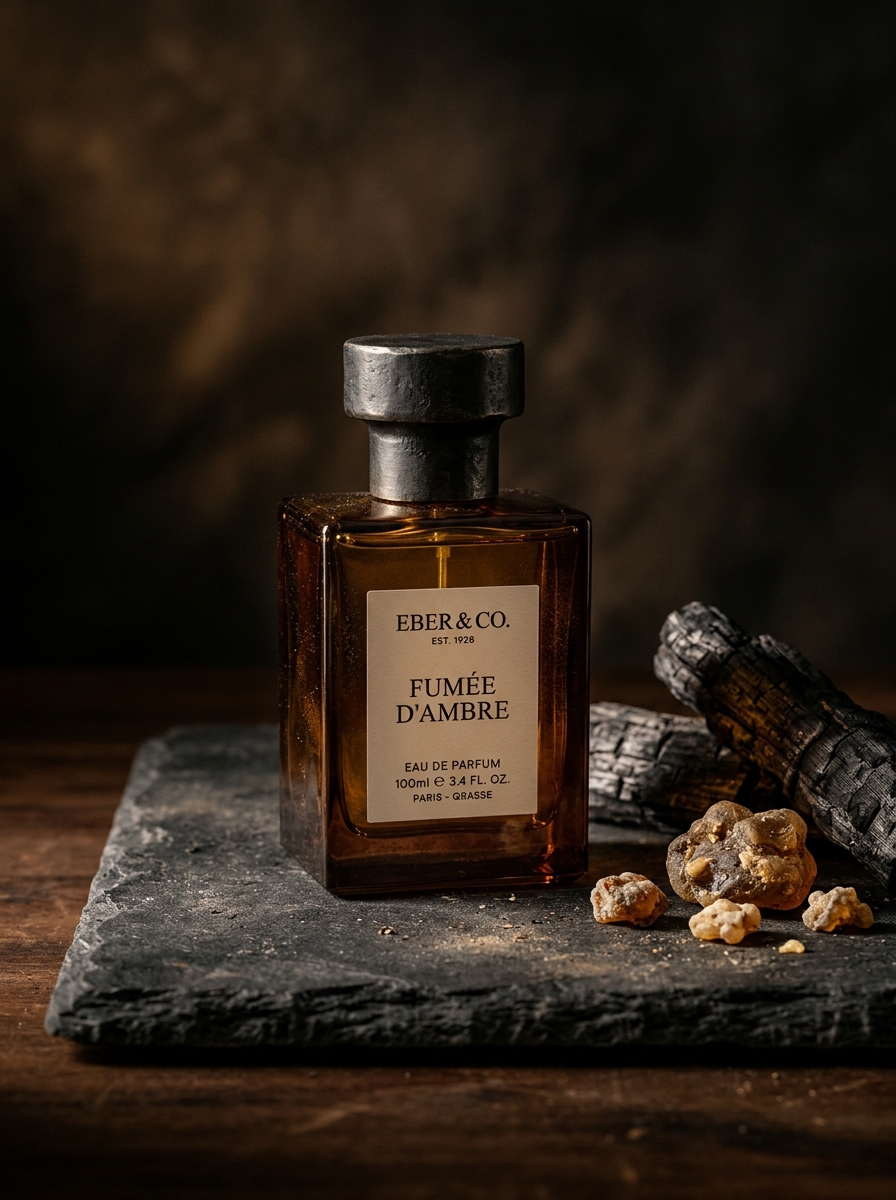 EBER & CO.
EST. 1928
FUMÉE
D'AMBRE
EAU DE PARFUM
100ml ℮ 3.4 FL. OZ.
PARIS - GRASSE